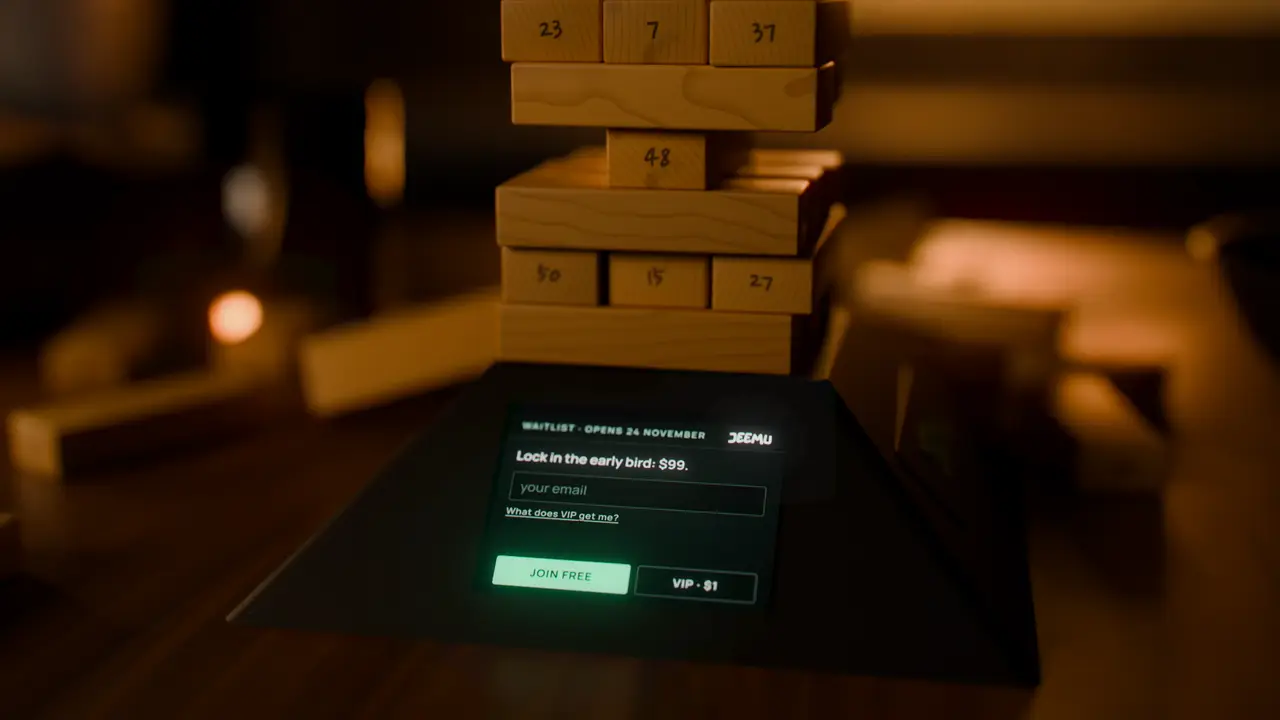 23 7 37
48
50 15 27
WAITLIST · OPENS 24 NOVEMBER JEEMU
Lock in the early bird: $99.
your email
What does VIP get me?
JOIN FREE VIP · $1